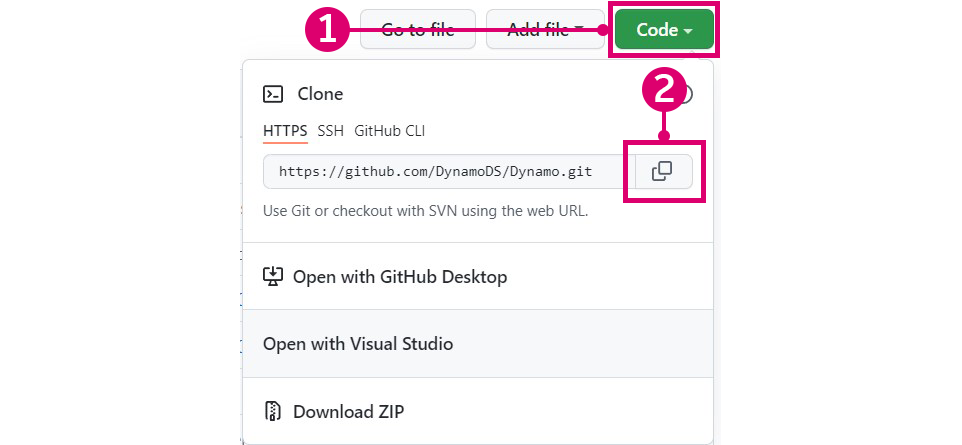 1 Go to file Add file Code
Clone 2
HTTPS SSH GitHub CLI
https://github.com/DynamoDS/Dynamo.git
Use Git or checkout with SVN using the web URL.
Open with GitHub Desktop
Open with Visual Studio
Download ZIP